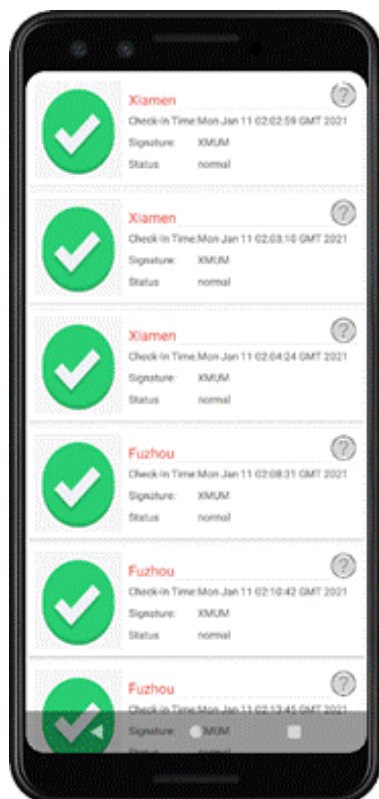 Xiamen
?
Check-In Time:Mon Jan 11 02:02:59 GMT 2021
Signature: XMUM
Status normal
Xiamen
?
Check-In Time:Mon Jan 11 02:03:10 GMT 2021
Signature: XMUM
Status normal
Xiamen
?
Check-In Time:Mon Jan 11 02:04:24 GMT 2021
Signature: XMUM
Status normal
Fuzhou
?
Check-In Time:Mon Jan 11 02:08:31 GMT 2021
Signature: XMUM
Status normal
Fuzhou
?
Check-In Time:Mon Jan 11 02:10:42 GMT 2021
Signature: XMUM
Status normal
Fuzhou
?
Check-In Time:Mon Jan 11 02:13:45 GMT 2021
Signature: XMUM